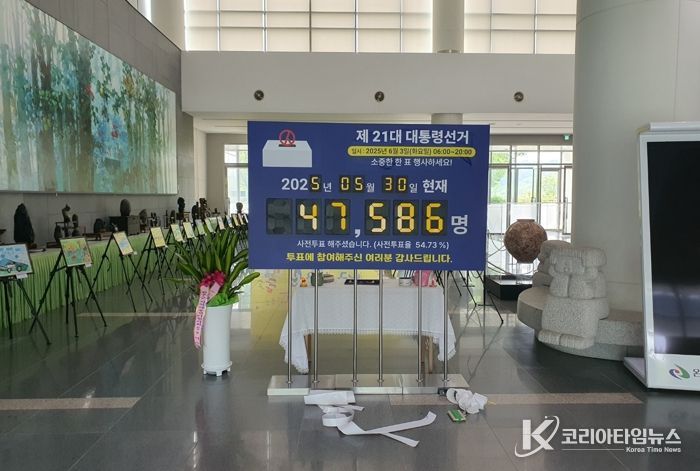 제 21대 대통령선거
일시 : 2025년 6월 3일(화요일) 06:00~20:00
소중한 한 표 행사하세요!
2025년 05월 30일 현재
47,586 명
사전투표 해주셨습니다. (사전투표율 54.73 %)
투표에 참여해주신 여러분 감사드립니다.
코리아타임뉴스
Korea Time News